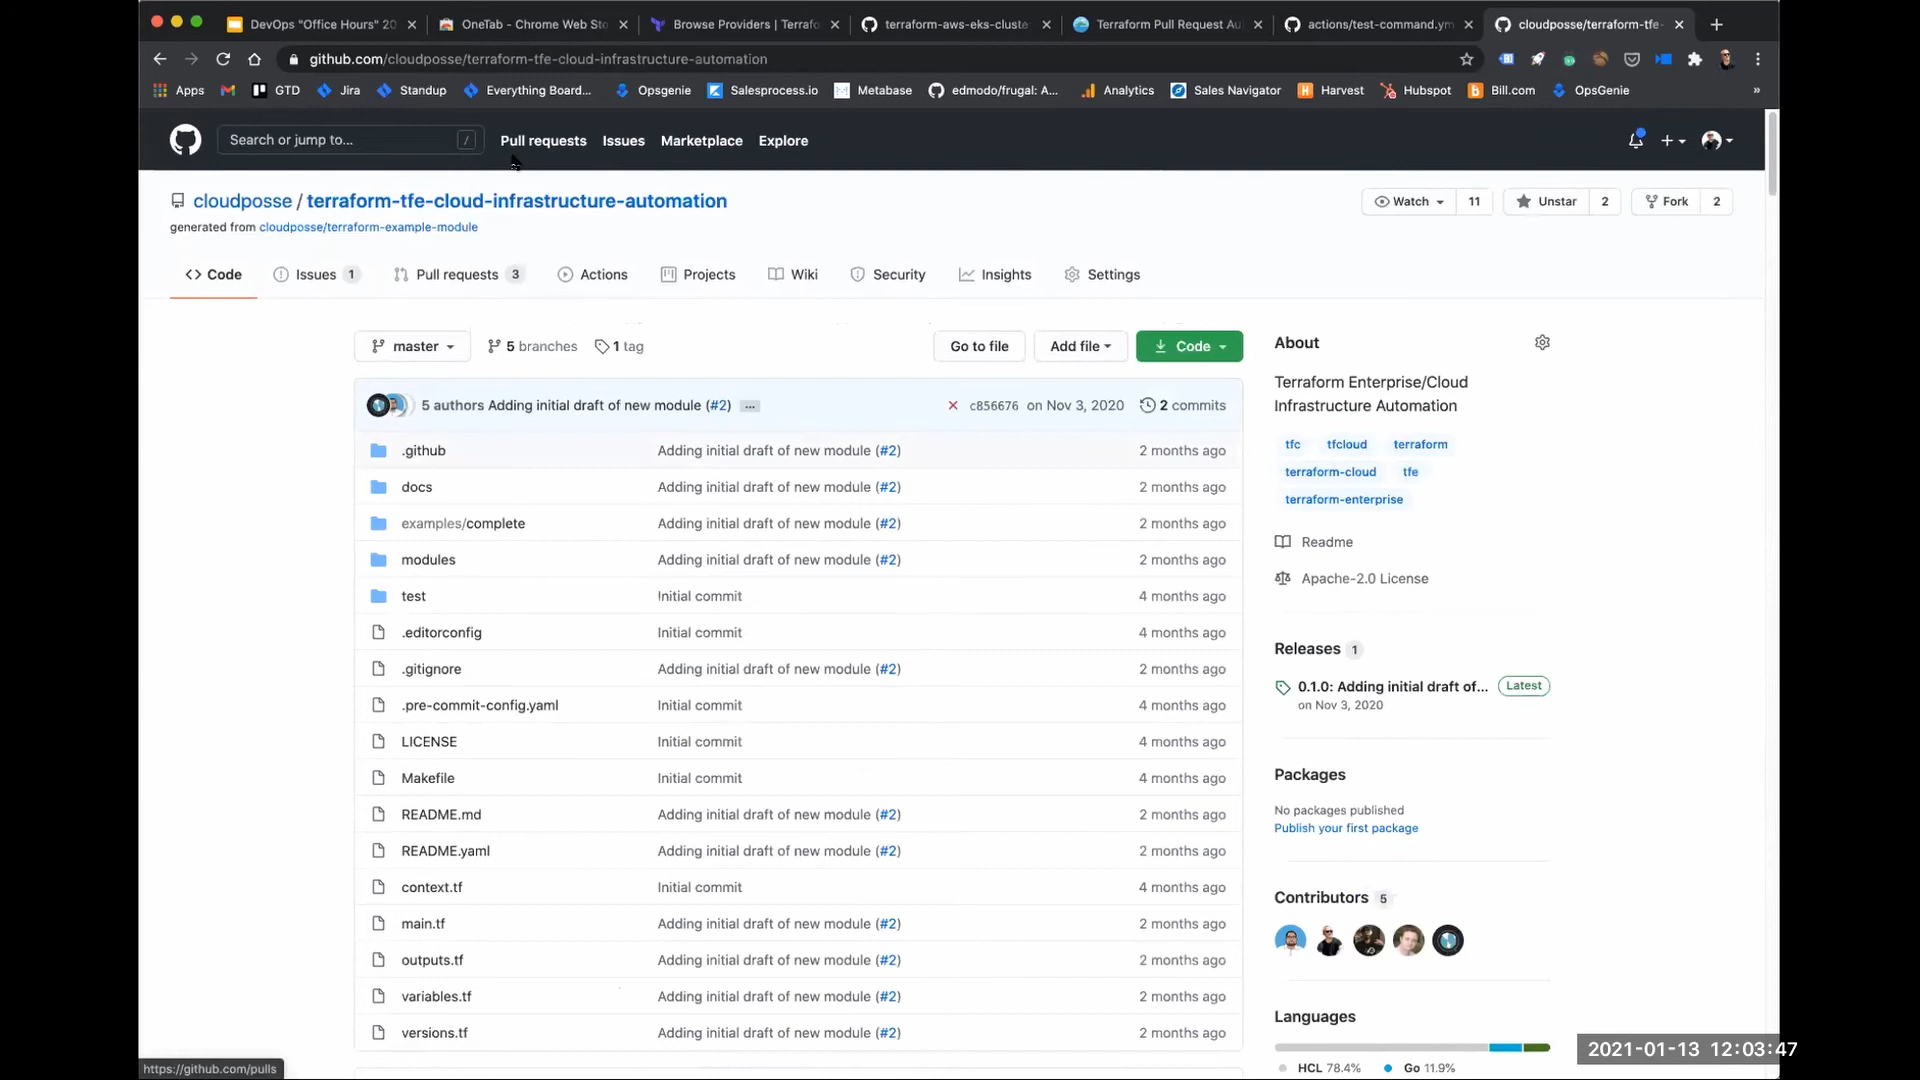 DevOps "Office Hours" 20
OneTab - Chrome Web Sto
Browse Providers | Terrafo
terraform-aws-eks-cluste
Terraform Pull Request Au
actions/test-command.ym
cloudposse/terraform-tfe-
github.com/cloudposse/terraform-tfe-cloud-infrastructure-automation
Apps GTD Jira Standup Everything Board... Opsgenie Salesprocess.io Metabase edmodo/frugal: A... Analytics Sales Navigator Harvest Hubspot Bill.com OpsGenie »
Search or jump to... / Pull requests Issues Marketplace Explore
cloudposse / terraform-tfe-cloud-infrastructure-automation
Watch 11 Unstar 2 Fork 2
generated from cloudposse/terraform-example-module
Code Issues 1 Pull requests 3 Actions Projects Wiki Security Insights Settings
master 5 branches 1 tag Go to file Add file Code
5 authors Adding initial draft of new module (#2) ... c856676 on Nov 3, 2020 2 commits
.github Adding initial draft of new module (#2) 2 months ago
docs Adding initial draft of new module (#2) 2 months ago
examples/complete Adding initial draft of new module (#2) 2 months ago
modules Adding initial draft of new module (#2) 2 months ago
test Initial commit 4 months ago
.editorconfig Initial commit 4 months ago
.gitignore Adding initial draft of new module (#2) 2 months ago
.pre-commit-config.yaml Initial commit 4 months ago
LICENSE Initial commit 4 months ago
Makefile Initial commit 4 months ago
README.md Adding initial draft of new module (#2) 2 months ago
README.yaml Adding initial draft of new module (#2) 2 months ago
context.tf Initial commit 4 months ago
main.tf Adding initial draft of new module (#2) 2 months ago
outputs.tf Adding initial draft of new module (#2) 2 months ago
variables.tf Adding initial draft of new module (#2) 2 months ago
versions.tf Adding initial draft of new module (#2) 2 months ago
About
Terraform Enterprise/Cloud
Infrastructure Automation
tfc tfcloud terraform
terraform-cloud tfe
terraform-enterprise
Readme
Apache-2.0 License
Releases 1
0.1.0: Adding initial draft of... Latest
on Nov 3, 2020
Packages
No packages published
Publish your first package
Contributors 5
Languages
HCL 78.4% Go 11.9%
https://github.com/pulls
2021-01-13 12:03:47